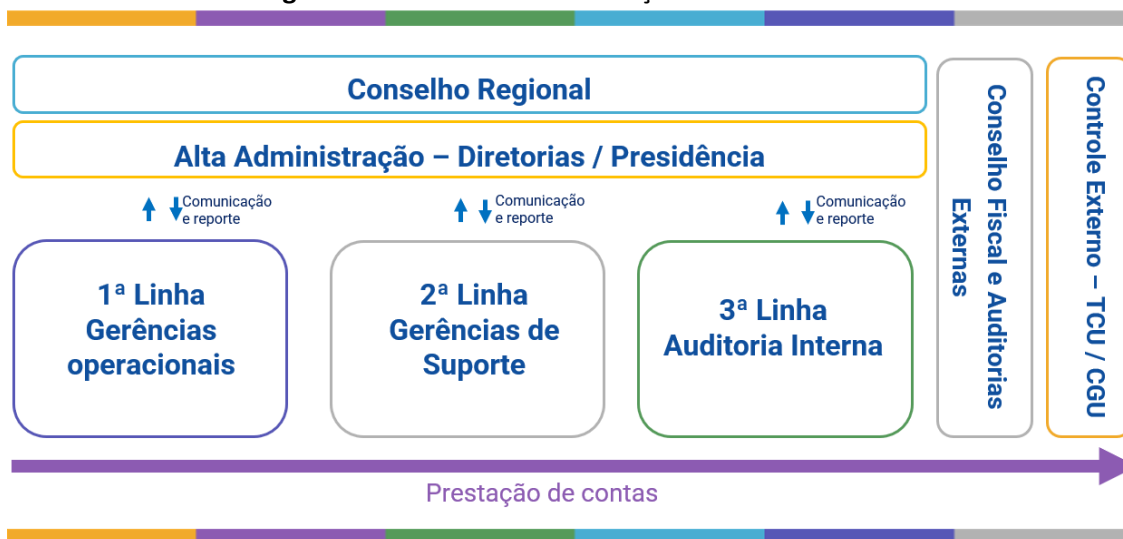 Conselho Regional
Alta Administração – Diretorias / Presidência
Comunicação
e reporte
Comunicação
e reporte
Comunicação
e reporte
1ª Linha
Gerências
operacionais
2ª Linha
Gerências de
Suporte
3ª Linha
Auditoria Interna
Conselho Fiscal e Auditorias
Externas
Controle Externo – TCU / CGU
Prestação de contas